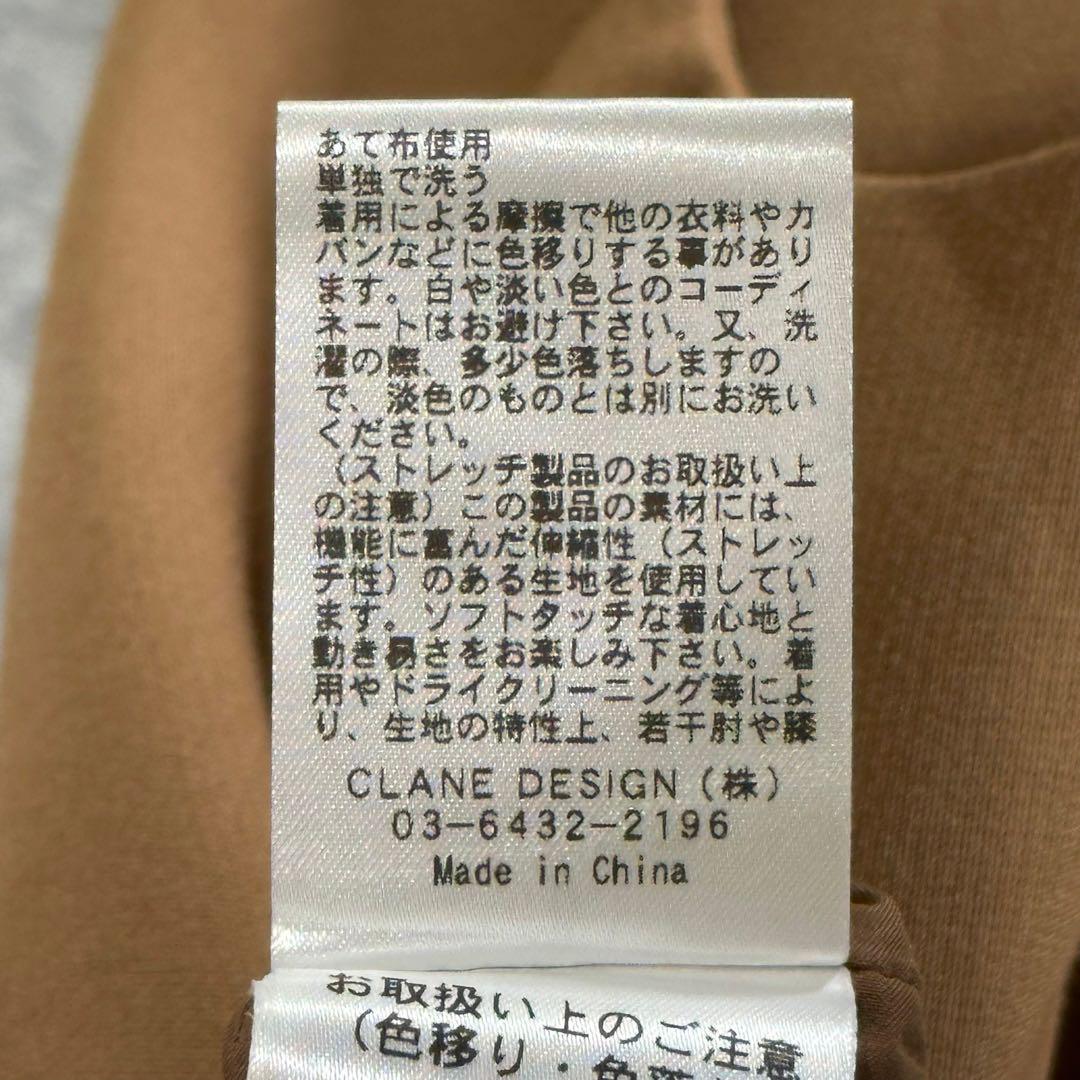 あて布使用
単独で洗う
着用による摩擦で他の衣料やカ
バンなどに色移りする事があり
ます。白や淡い色とのコーディ
ネートはお避け下さい。又、洗
濯の際、多少色落ちしますの
で、淡色のものとは別にお洗い
ください。
（ストレッチ製品のお取扱い上
の注意）この製品の素材には、
機能に富んだ伸縮性（ストレッ
チ性）のある生地を使用してい
ます。ソフトタッチな着心地と
動き易さをお楽しみ下さい。着
用やドライクリーニング等によ
り、生地の特性上、若干肘や膝
CLANE DESIGN（株）
03-6432-2196
Made in China
お取扱い上のご注意
（色移り・色落